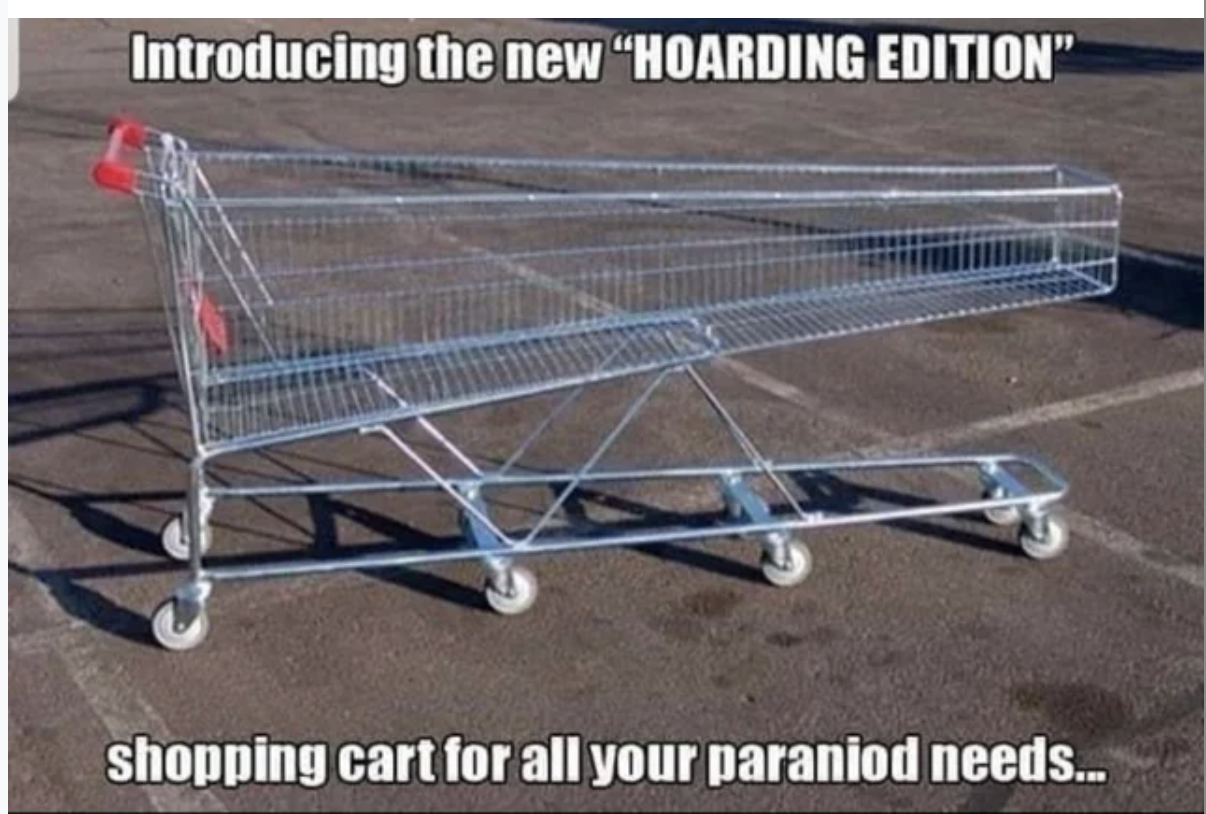 Introducing the new “HOARDING EDITION”
shopping cart for all your paraniod needs...